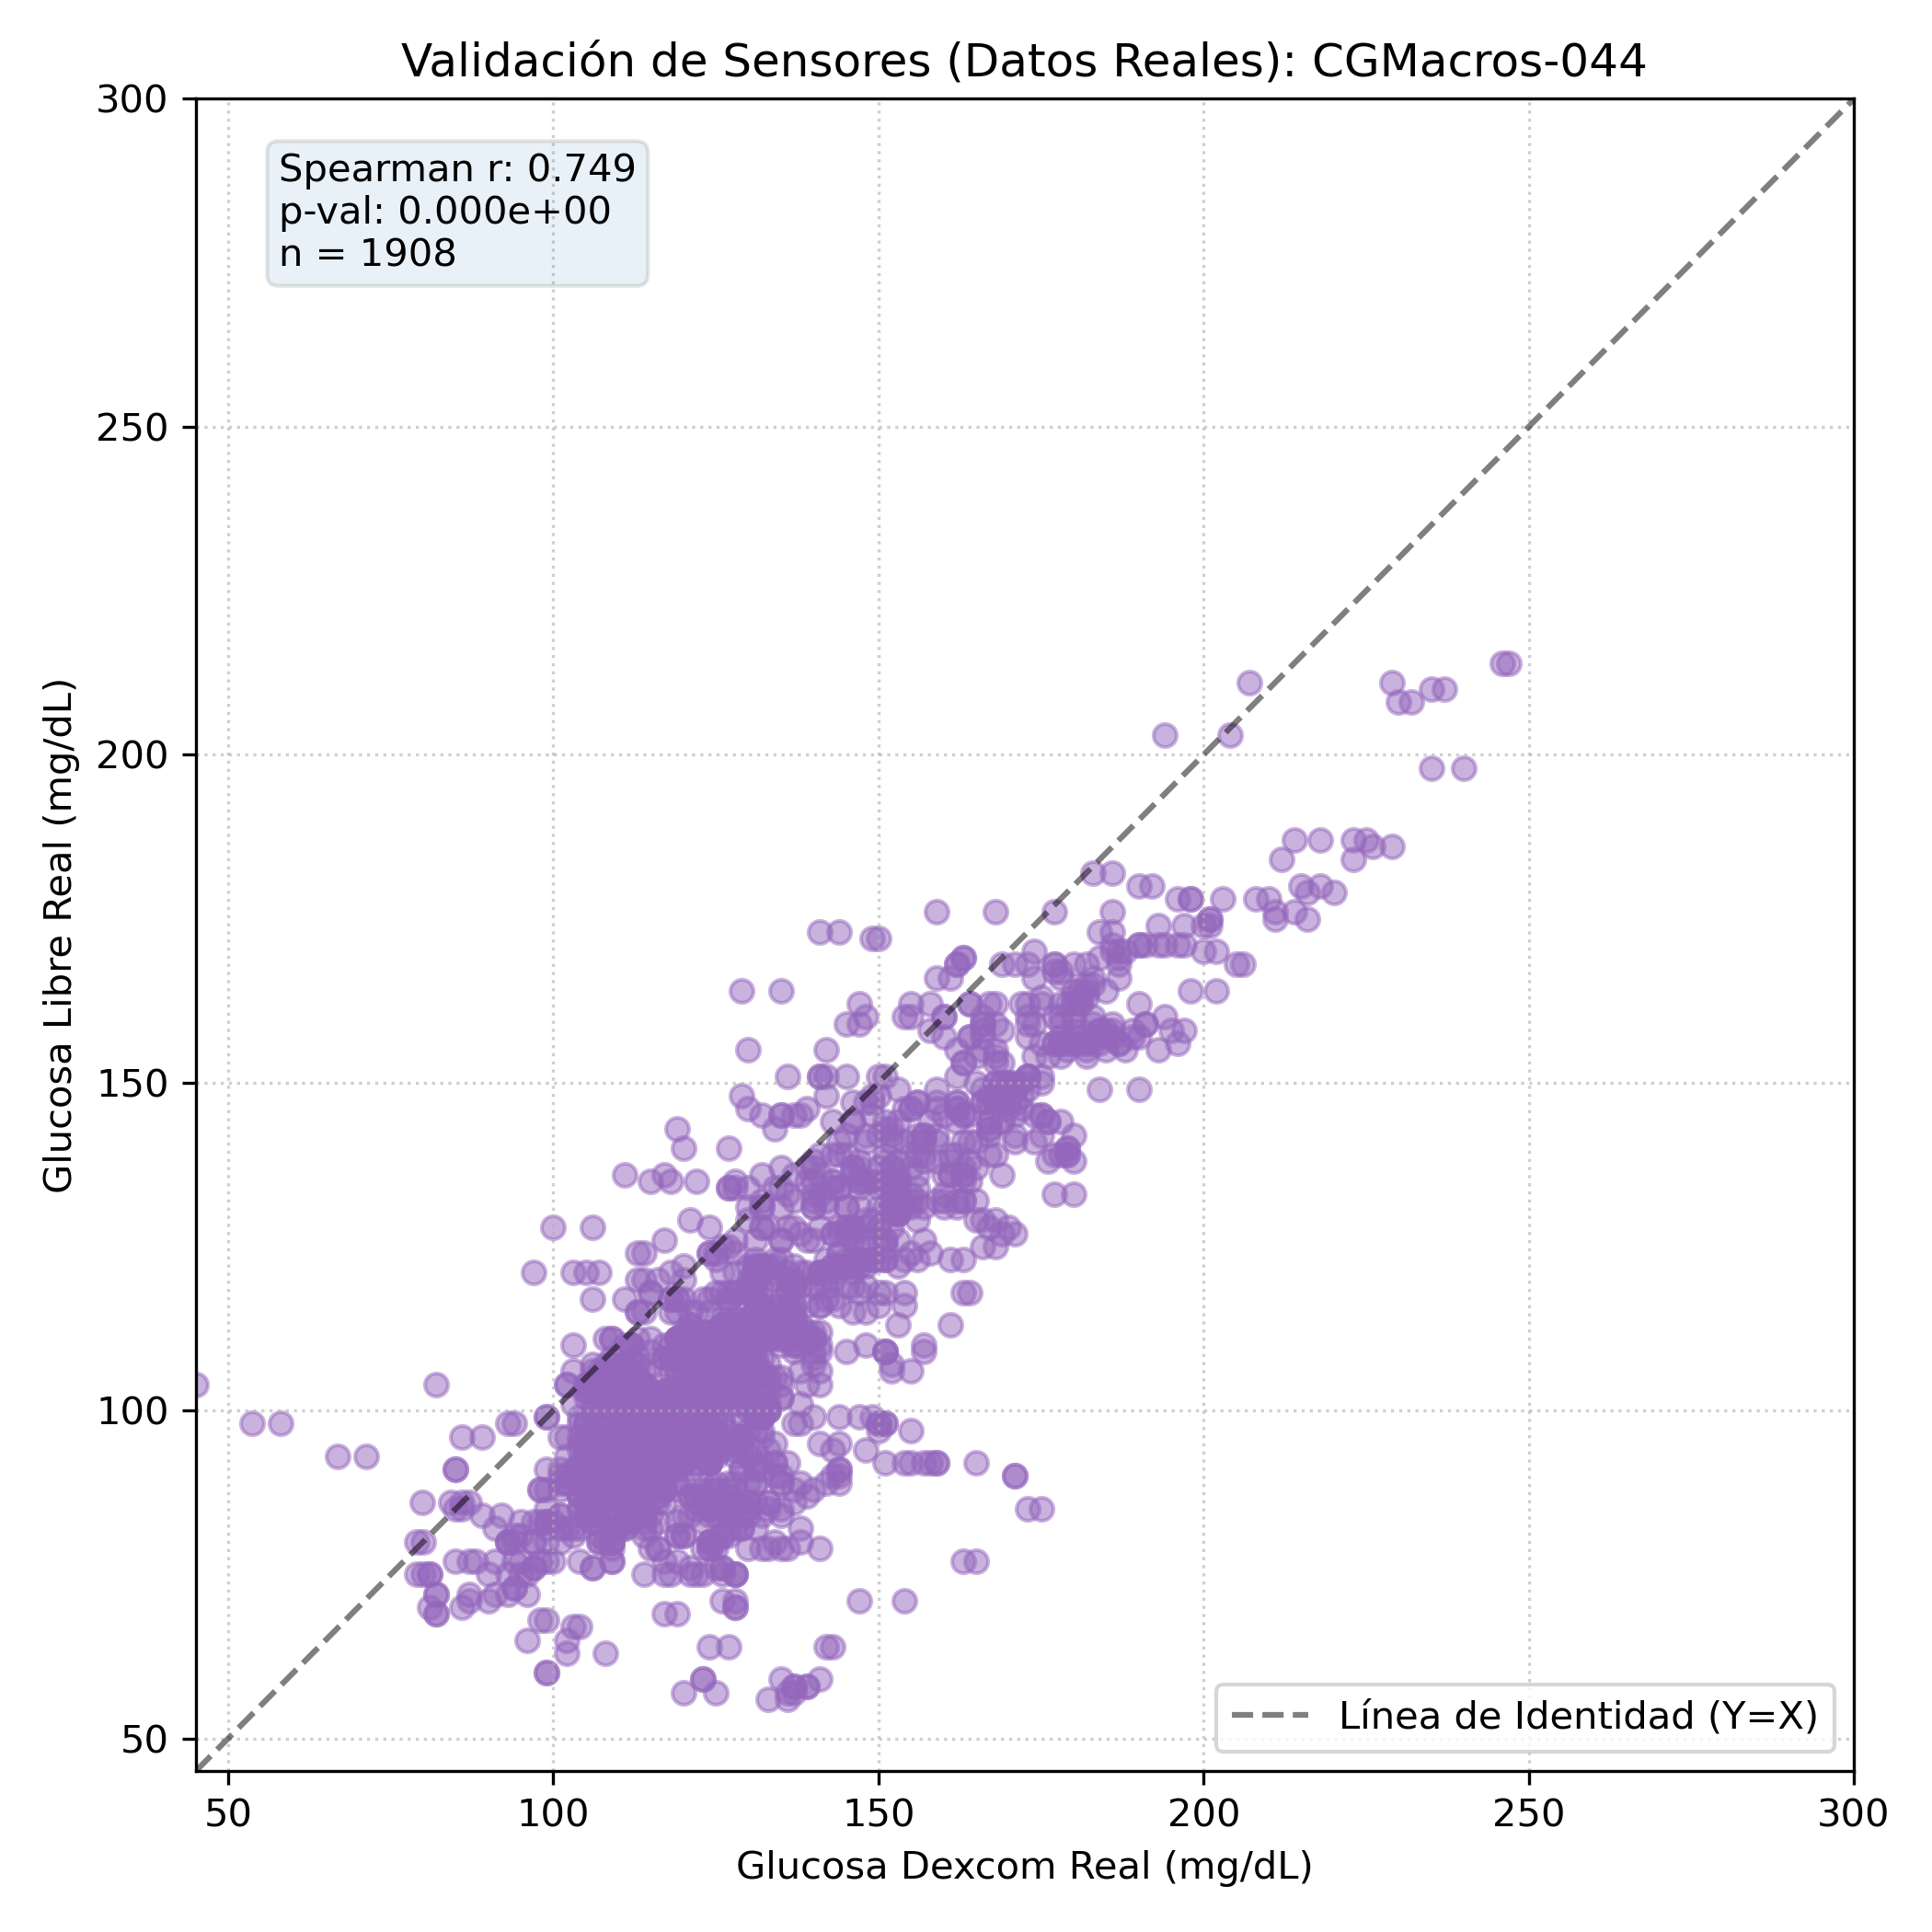 Validación de Sensores (Datos Reales): CGMacros-044
300
250
200
150
100
50
Glucosa Libre Real (mg/dL)
Spearman r: 0.749
p-val: 0.000e+00
n = 1908
Línea de Identidad (Y=X)
50
100
150
200
250
300
Glucosa Dexcom Real (mg/dL)